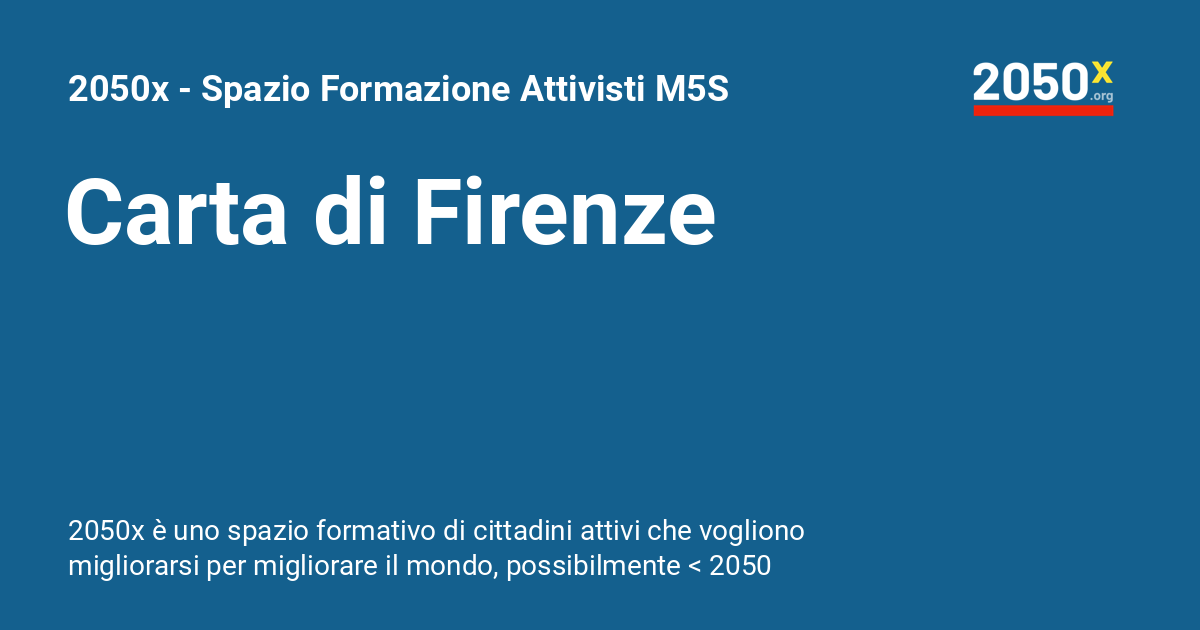 2050x - Spazio Formazione Attivisti M5S
2050x
.org
Carta di Firenze
2050x è uno spazio formativo di cittadini attivi che vogliono
migliorarsi per migliorare il mondo, possibilmente < 2050